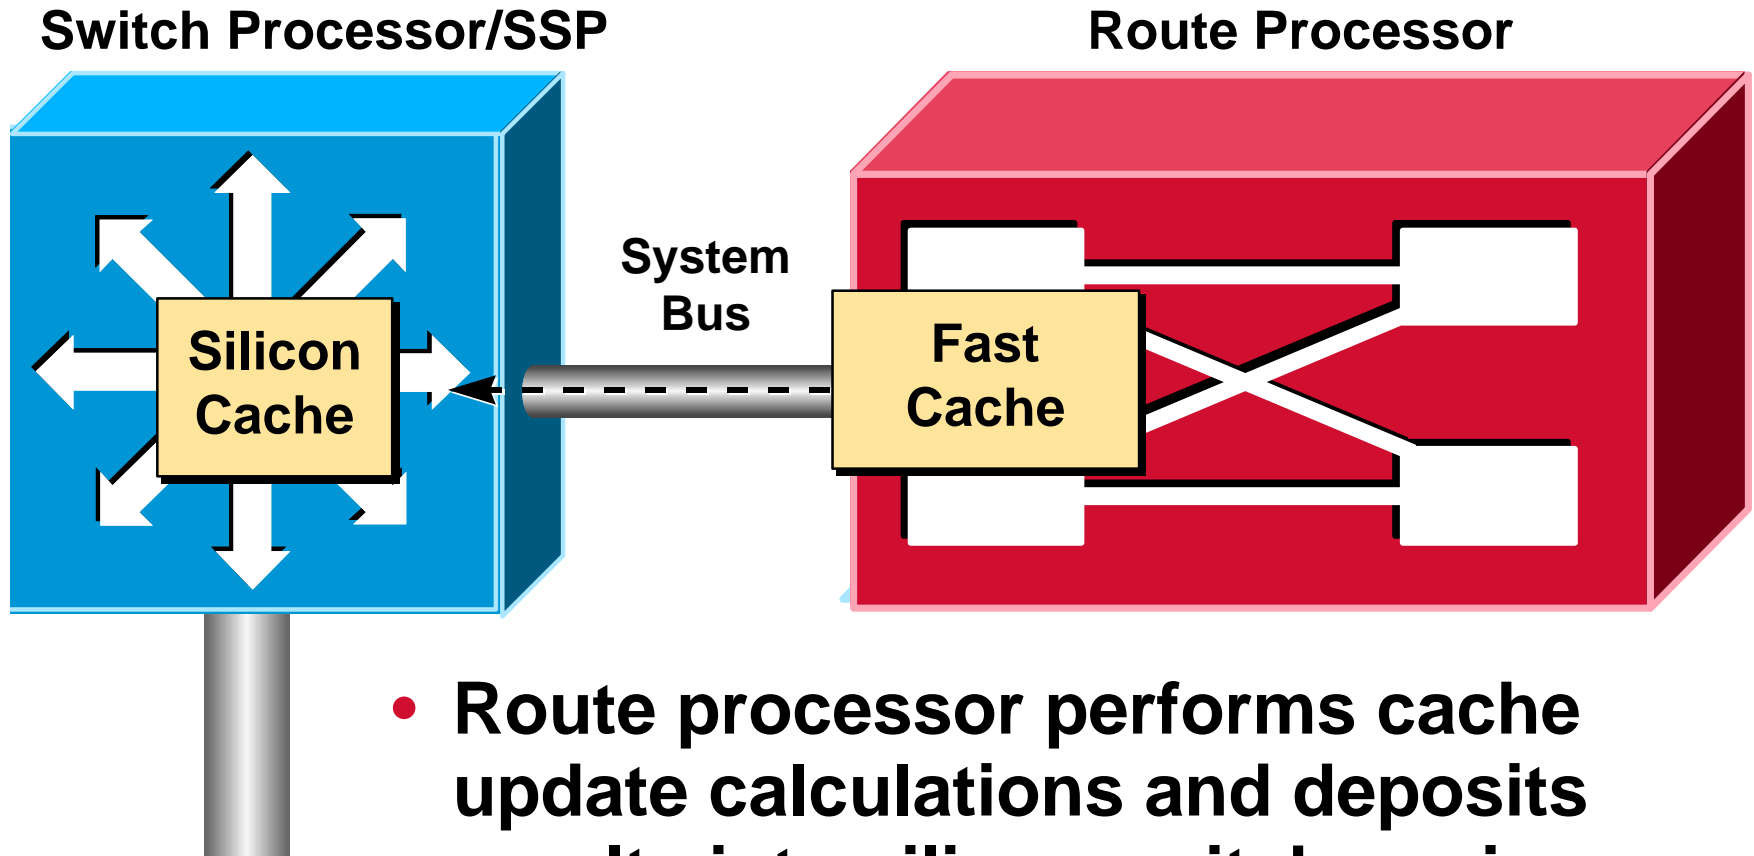 Switch Processor/SSP
Route Processor
System
Bus
Silicon
Cache
Fast
Cache
• Route processor performs cache
update calculations and deposits